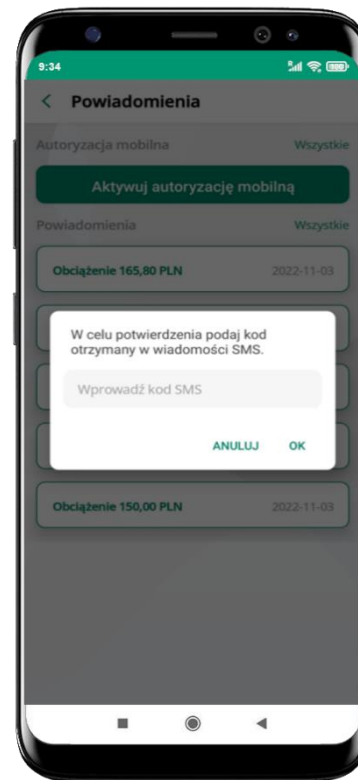 9:34
Powiadomienia
Autoryzacja mobilna Wszystkie
Aktywuj autoryzację mobilną
Powiadomienia Wszystkie
Obciążenie 165,80 PLN 2022-11-03
W celu potwierdzenia podaj kod
otrzymany w wiadomości SMS.
Wprowadź kod SMS
ANULUJ OK
Obciążenie 150,00 PLN 2022-11-03